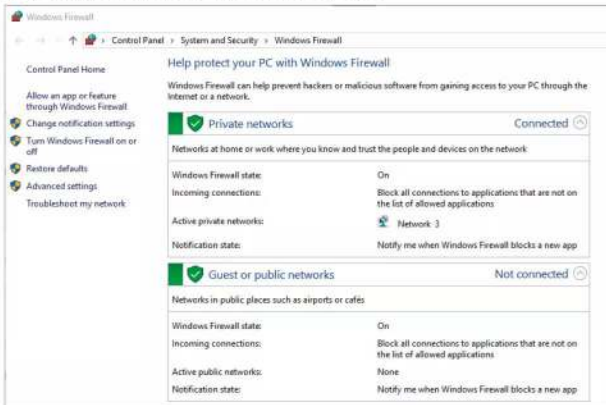 Windows Firewall
Control Panel > System and Security > Windows Firewall
Control Panel Home
Allow an app or feature
through Windows Firewall
Change notification settings
Turn Windows Firewall on or
off
Restore defaults
Advanced settings
Troubleshoot my network
Help protect your PC with Windows Firewall
Windows Firewall can help prevent hackers or malicious software from gaining access to your PC through the
Internet or a network.
Private networks Connected
Networks at home or work where you know and trust the people and devices on the network
Windows Firewall state: On
Incoming connections: Block all connections to applications that are not on
the list of allowed applications
Active private networks: Network 3
Notification state: Notify me when Windows Firewall blocks a new app
Guest or public networks Not connected
Networks in public places such as airports or cafés
Windows Firewall state: On
Incoming connections: Block all connections to applications that are not on
the list of allowed applications
Active public networks: None
Notification state: Notify me when Windows Firewall blocks a new app